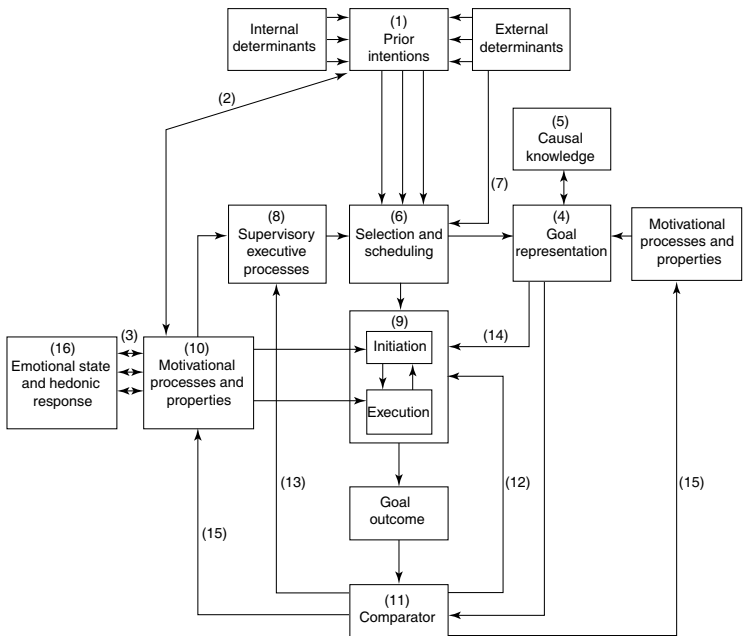 Internal
determinants
(1)
Prior
intentions
External
determinants
(2)
(5)
Causal
knowledge
(7)
(8)
Supervisory
executive
processes
(6)
Selection and
scheduling
(4)
Goal
representation
Motivational
processes and
properties
(16)
Emotional state
and hedonic
response
(3)
(10)
Motivational
processes and
properties
(9)
Initiation
Execution
(14)
(13)
(12)
(15)
(15)
Goal
outcome
(11)
Comparator